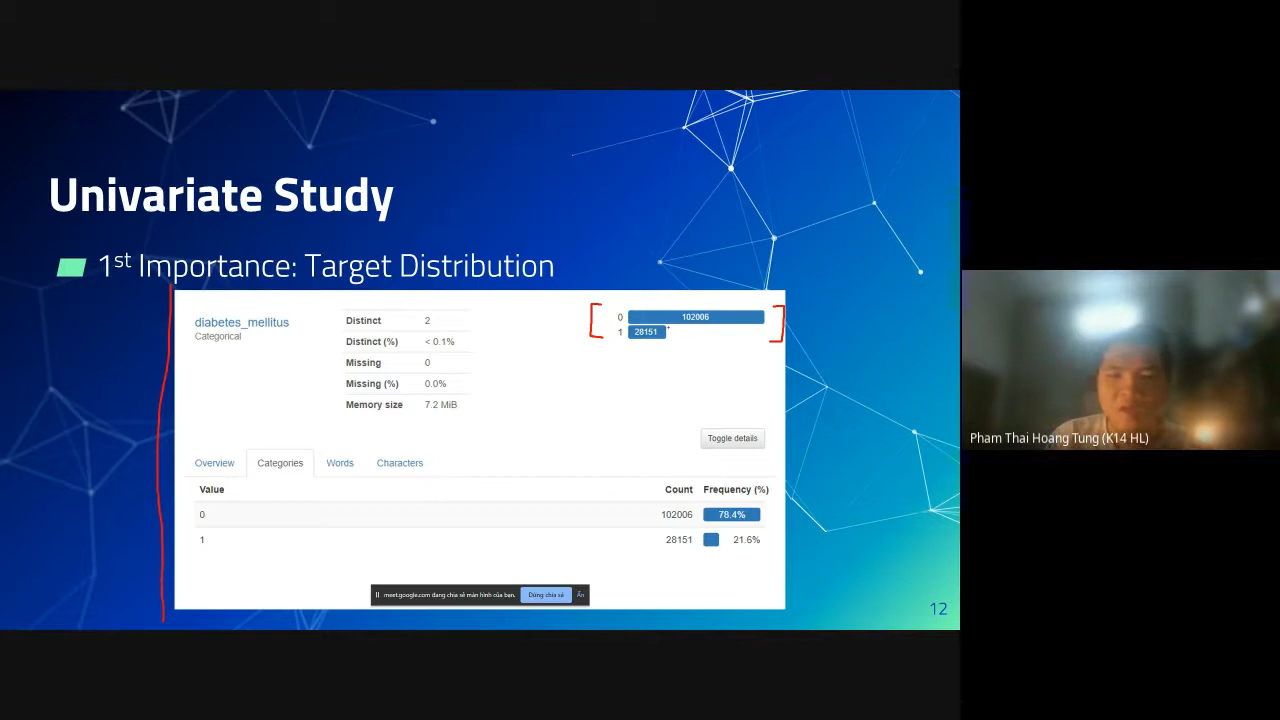 Univariate Study
1st Importance: Target Distribution
diabetes_mellitus
Categorical
Distinct 2
Distinct (%) < 0.1%
Missing 0
Missing (%) 0.0%
Memory size 7.2 MiB
0 102006
1 28151
Toggle details
Overview Categories Words Characters
Value Count Frequency (%)
0 102006 78.4%
1 28151 21.6%
meet.google.com đang chia sẻ màn hình của bạn. Dừng chia sẻ Ẩn
12
Pham Thai Hoang Tung (K14 HL)